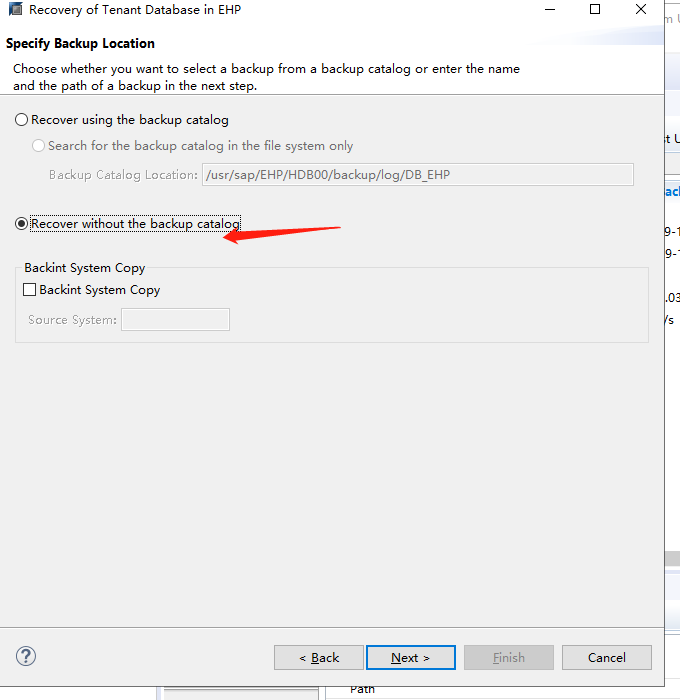 Recovery of Tenant Database in EHP
Specify Backup Location
Choose whether you want to select a backup from a backup catalog or enter the name
and the path of a backup in the next step.
Recover using the backup catalog
Search for the backup catalog in the file system only
Backup Catalog Location: /usr/sap/EHP/HDB00/backup/log/DB_EHP
Recover without the backup catalog
Backint System Copy
Backint System Copy
Source System:
? < Back Next > Finish Cancel
Path